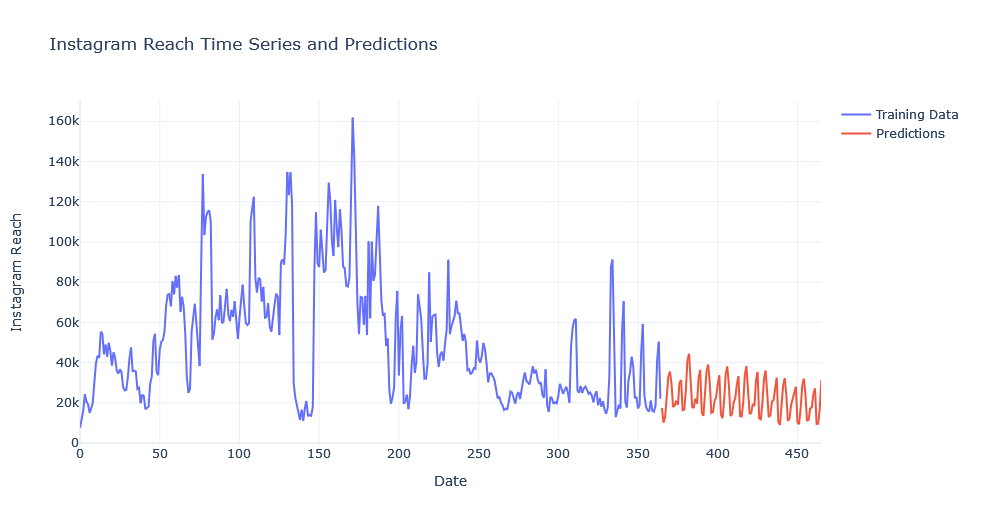 Instagram Reach Time Series and Predictions
Training Data
Predictions
Instagram Reach
160k
140k
120k
100k
80k
60k
40k
20k
0
0 50 100 150 200 250 300 350 400 450
Date